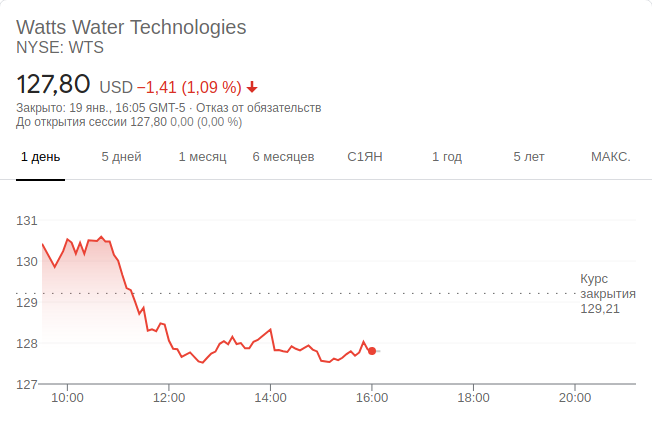 Watts Water Technologies
NYSE: WTS
127,80 USD −1,41 (1,09 %)
Закрыто: 19 янв., 16:05 GMT-5 · Отказ от обязательств
До открытия сессии 127,80 0,00 (0,00 %)
1 день 5 дней 1 месяц 6 месяцев С1ЯН 1 год 5 лет МАКС.
131
130
129
128
127
Курс
закрытия
129,21
10:00 12:00 14:00 16:00 18:00 20:00